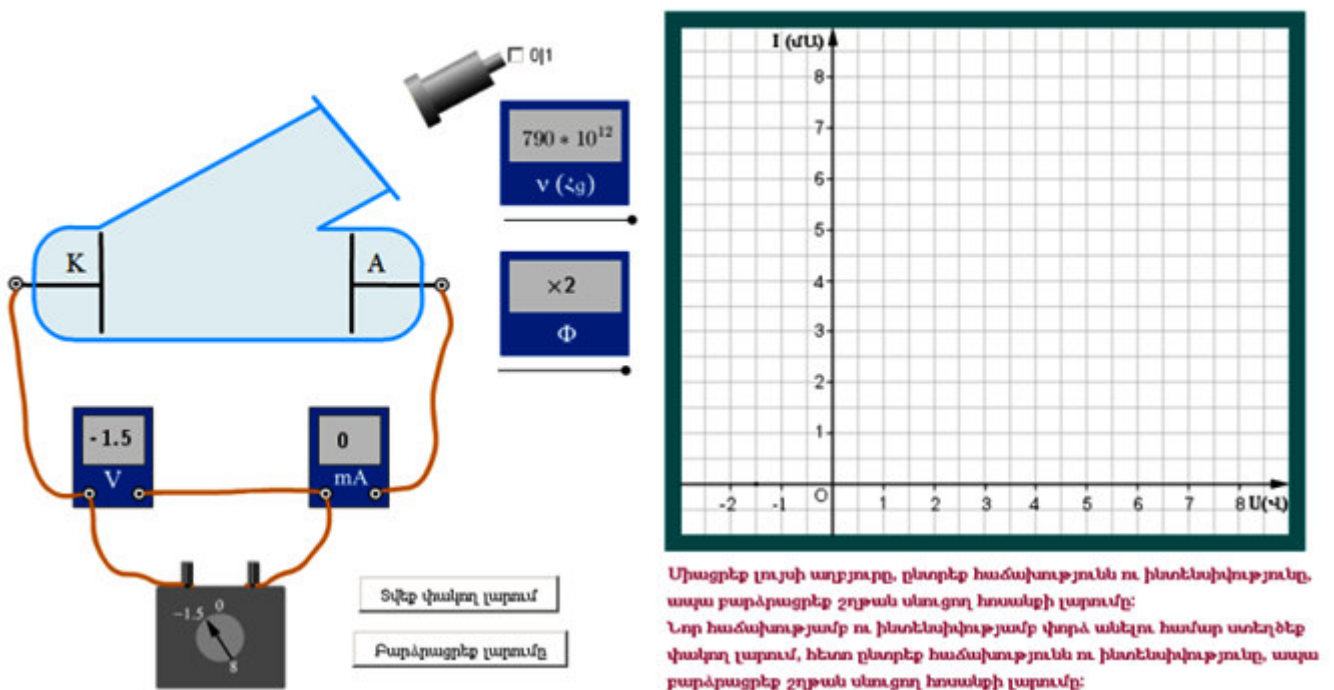 0|1
790 * 10¹²
ν (Հց)
K
A
×2
Φ
-1.5
V
0
mA
-1.5 0
8
Տվեք փակող լարում
Բարձրացրեք լարումը
I (մԱ)
8
7
6
5
4
3
2
1
-2 -1 O 1 2 3 4 5 6 7 8 U(Վ)
Միացրեք լույսի աղբյուրը, ընտրեք հաճախությունն ու ինտենսիվությունը,
ապա բարձրացրեք շղթան սնուցող հոսանքի լարումը:
Նոր հաճախությամբ ու ինտենսիվությամբ փորձ անելու համար ստեղծեք
փակող լարում, հետո ընտրեք հաճախությունն ու ինտենսիվությունը, ապա
բարձրացրեք շղթան սնուցող հոսանքի լարումը: